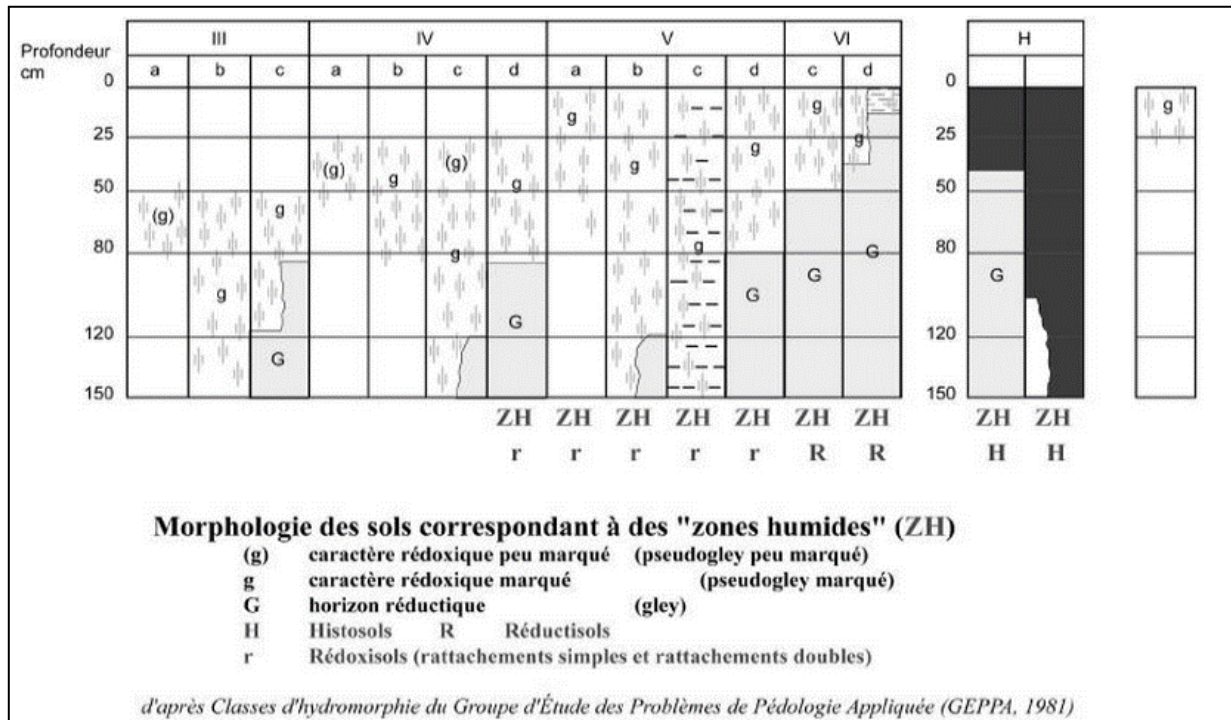 III IV V VI H
Profondeur
cm
a b c a b c d a b c d c d
0 0
g g g
g
25 25
g g
(g) g (g) g g
50 50
(g) g
80 g g G 80
g G G G
G
120 120
G
150 150
ZH ZH ZH ZH ZH ZH ZH ZH ZH
r r r r r R R H H
Morphologie des sols correspondant à des "zones humides" (ZH)
(g) caractère rédoxique peu marqué (pseudogley peu marqué)
g caractère rédoxique marqué (pseudogley marqué)
G horizon réductique (gley)
H Histosols R Réductisols
r Rédoxisols (rattachements simples et rattachements doubles)
d'après Classes d'hydromorphie du Groupe d'Étude des Problèmes de Pédologie Appliquée (GEPPA, 1981)